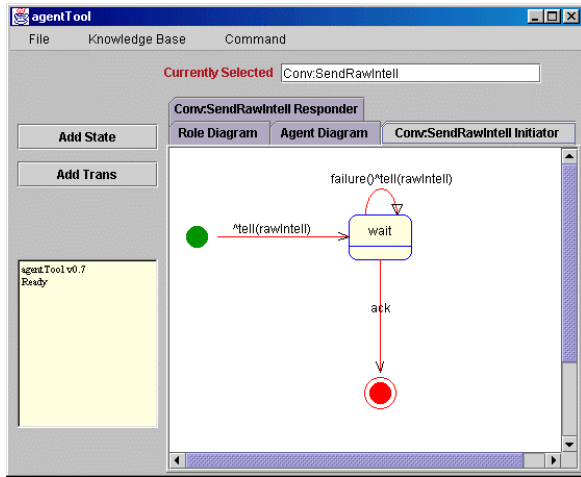 agentTool
File Knowledge Base Command
Currently Selected Conv:SendRawIntell
Conv:SendRawIntell Responder
Role Diagram Agent Diagram Conv:SendRawIntell Initiator
Add State
Add Trans
agentTool v0.7
Ready
failure()^tell(rawIntell)
^tell(rawIntell)
wait
ack